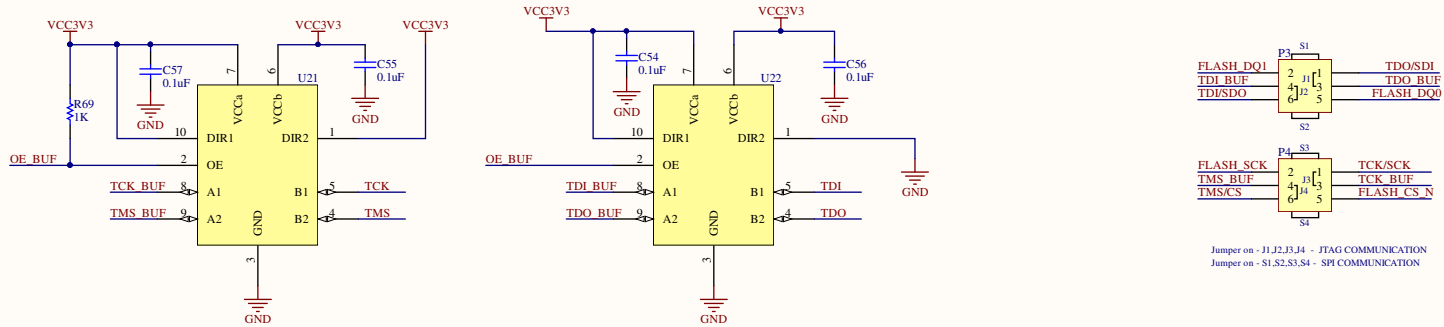 VCC3V3 VCC3V3 VCC3V3
C57
0.1uF
C55
0.1uF
R69
1K
GND GND
7 6
U21
VCCa VCCb
10 DIR1 DIR2 1
OE_BUF 2 OE
TCK_BUF 8 A1 B1 5 TCK
TMS_BUF 9 A2 B2 4 TMS
GND
3
GND
VCC3V3 VCC3V3
C54
0.1uF
C56
0.1uF
GND GND
7 6
U22
VCCa VCCb
10 DIR1 DIR2 1
OE_BUF 2 OE
GND
TDI_BUF 8 A1 B1 5 TDI
TDO_BUF 9 A2 B2 4 TDO
GND
3
GND
P3 S1
FLASH_DQ1 2 J1 1 TDO/SDI
TDI_BUF 4 J2 3 TDO_BUF
TDI/SDO 6 5 FLASH_DQ0
S2
P4 S3
FLASH_SCK 2 J3 1 TCK/SCK
TMS_BUF 4 J4 3 TCK_BUF
TMS/CS 6 5 FLASH_CS_N
S4
Jumper on - J1,J2,J3,J4 - JTAG COMMUNICATION
Jumper on - S1,S2,S3,S4 - SPI COMMUNICATION